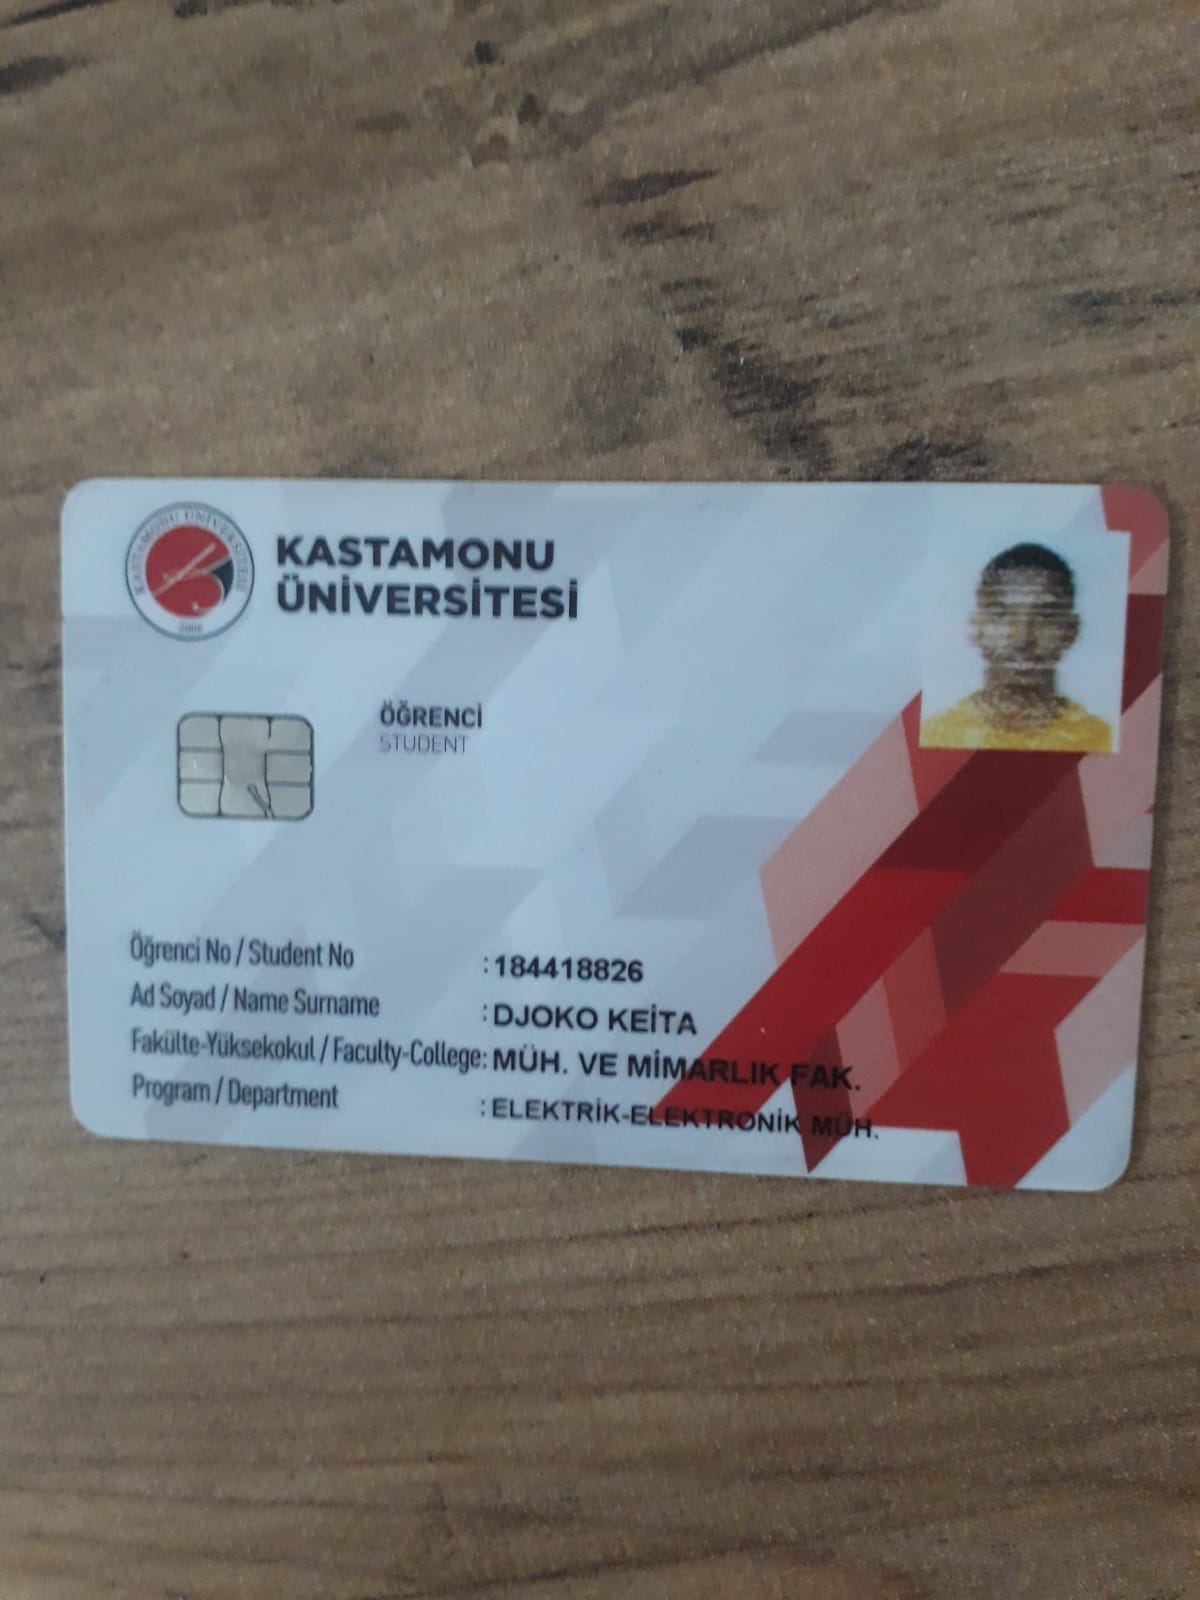 KASTAMONU ÜNİVERSİTESİ
2006
KASTAMONU
ÜNİVERSİTESİ
ÖĞRENCİ
STUDENT
Öğrenci No / Student No :184418826
Ad Soyad / Name Surname :DJOKO KEİTA
Fakülte-Yüksekokul / Faculty-College: MÜH. VE MİMARLIK FAK.
Program / Department :ELEKTRİK-ELEKTRONİK MÜH.